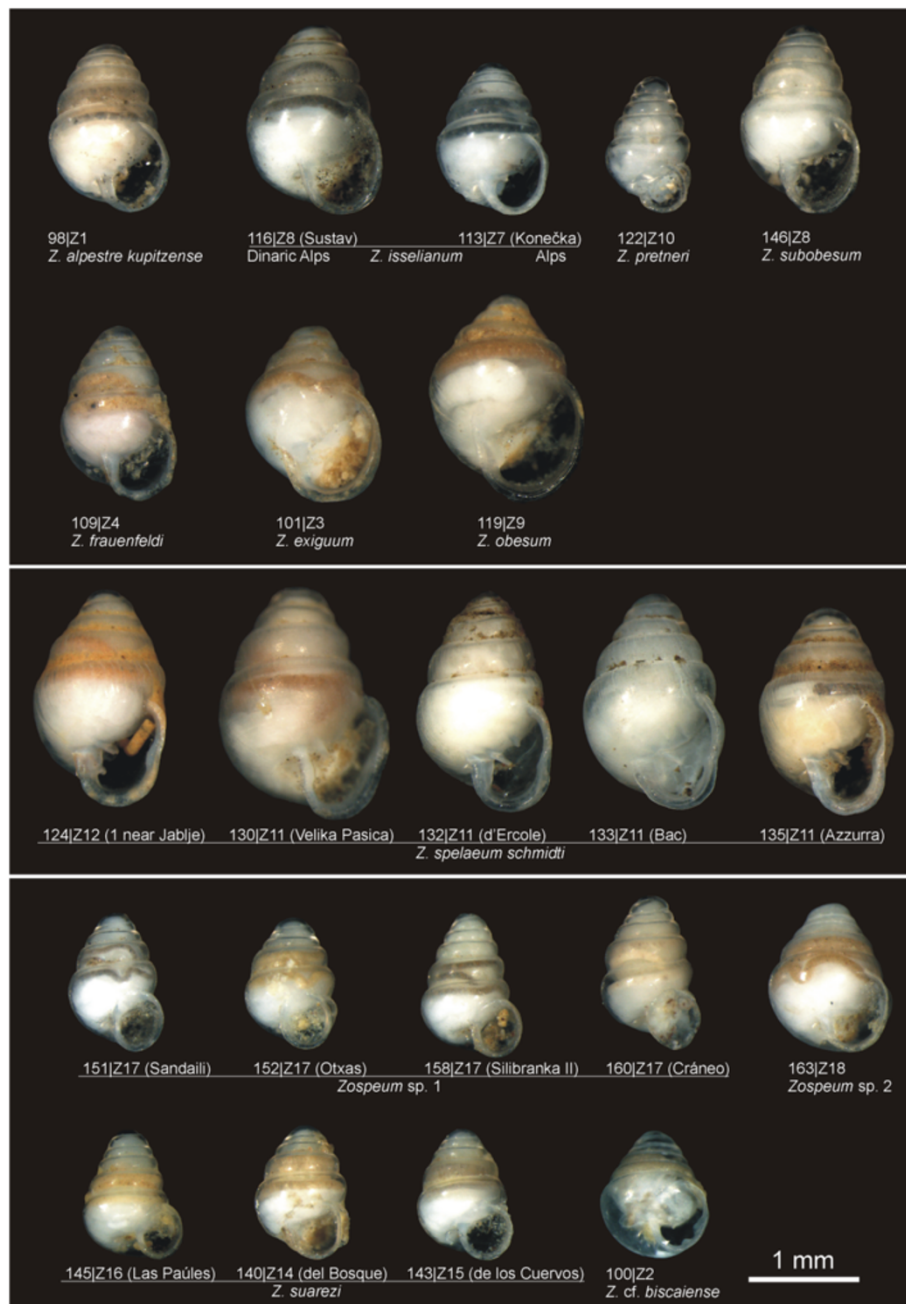 98|Z1
Z. alpestre kupitzense
116|Z8 (Sustav) 113|Z7 (Konečka)
Dinaric Alps Z. isselianum Alps
122|Z10
Z. pretneri
146|Z8
Z. subobesum
109|Z4
Z. frauenfeldi
101|Z3
Z. exiguum
119|Z9
Z. obesum
124|Z12 (1 near Jablje) 130|Z11 (Velika Pasica) 132|Z11 (d'Ercole) 133|Z11 (Bac) 135|Z11 (Azzurra)
Z. spelaeum schmidti
151|Z17 (Sandaili) 152|Z17 (Otxas) 158|Z17 (Silibranka II) 160|Z17 (Cráneo)
Zospeum sp. 1
163|Z18
Zospeum sp. 2
145|Z16 (Las Paúles) 140|Z14 (del Bosque) 143|Z15 (de los Cuervos)
Z. suarezi
100|Z2
Z. cf. biscaiense
1 mm